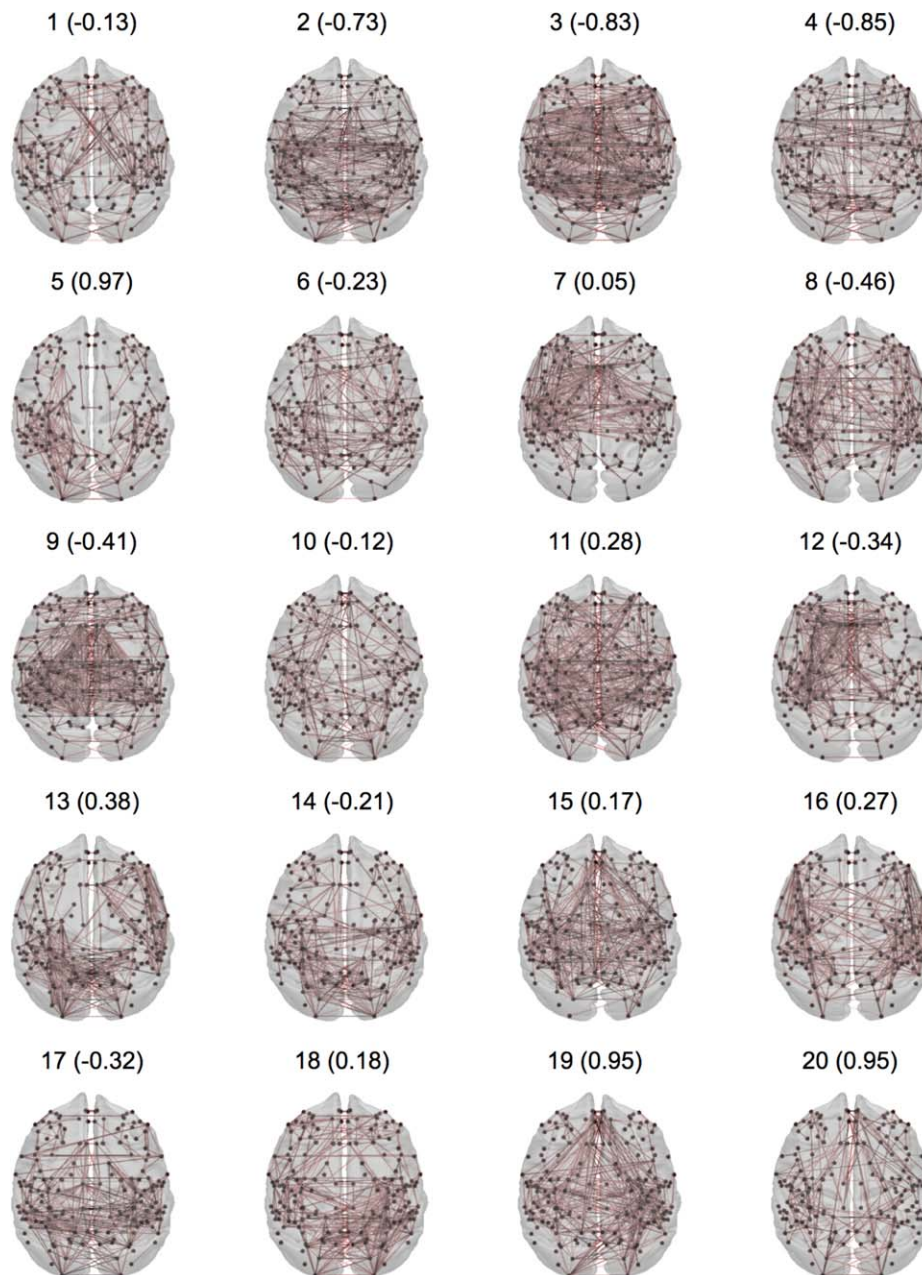 1 (-0.13) 2 (-0.73) 3 (-0.83) 4 (-0.85)
5 (0.97) 6 (-0.23) 7 (0.05) 8 (-0.46)
9 (-0.41) 10 (-0.12) 11 (0.28) 12 (-0.34)
13 (0.38) 14 (-0.21) 15 (0.17) 16 (0.27)
17 (-0.32) 18 (0.18) 19 (0.95) 20 (0.95)